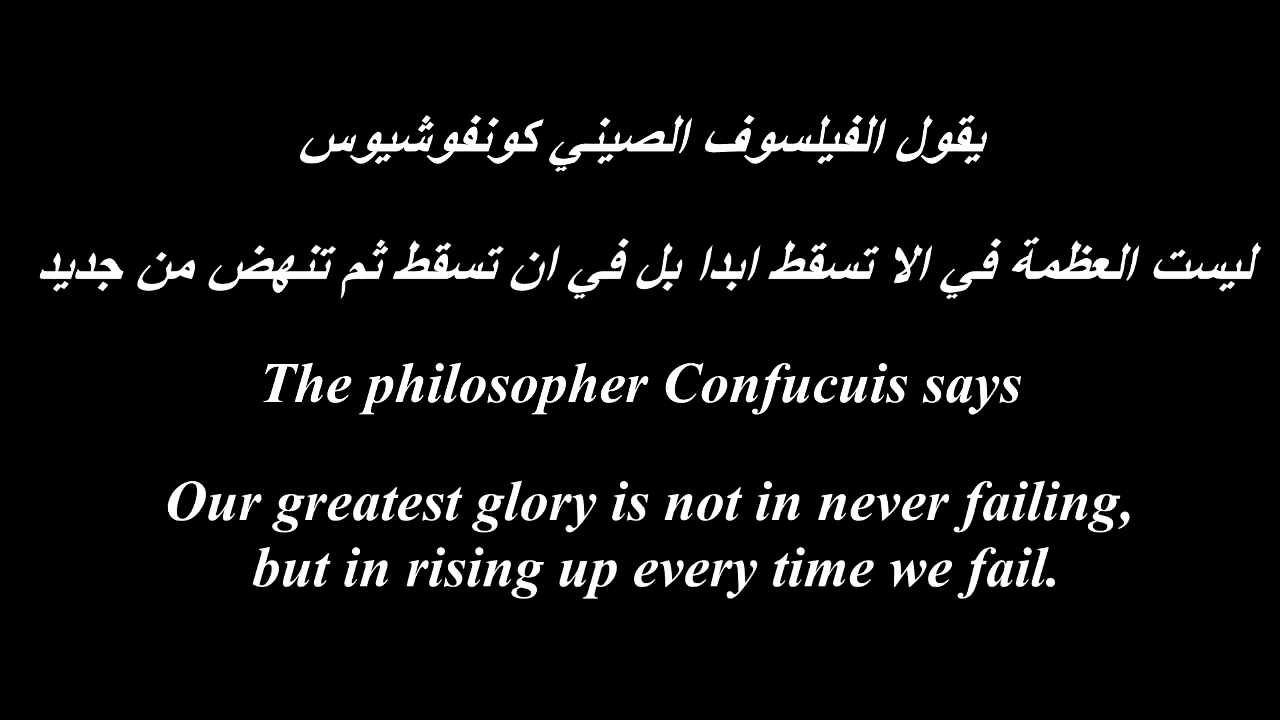 يقول الفيلسوف الصيني كونفوشيوس
ليست العظمة في الا تسقط ابدا بل في ان تسقط ثم تنهض من جديد
The philosopher Confucuis says
Our greatest glory is not in never failing,
but in rising up every time we fail.